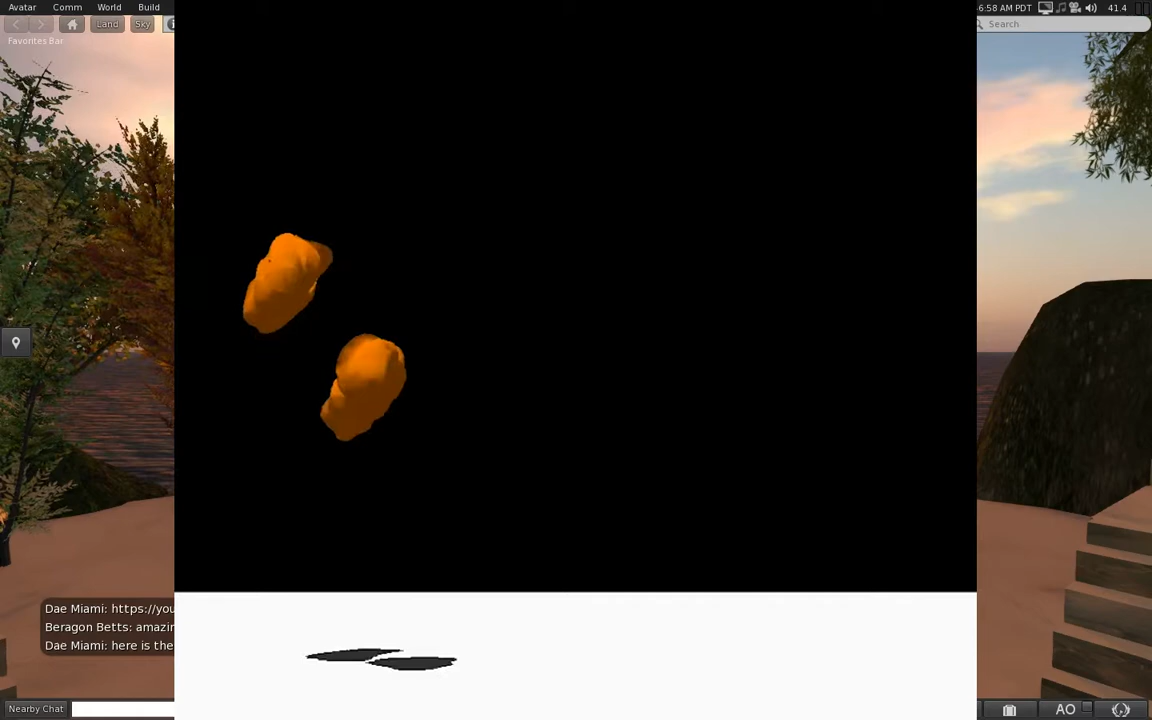 Avatar Comm World Build
6:58 AM PDT 41.4
Land Sky
Search
Favorites Bar
Dae Miami: https://you
Beragon Betts: amazin
Dae Miami: here is the
Nearby Chat
AO